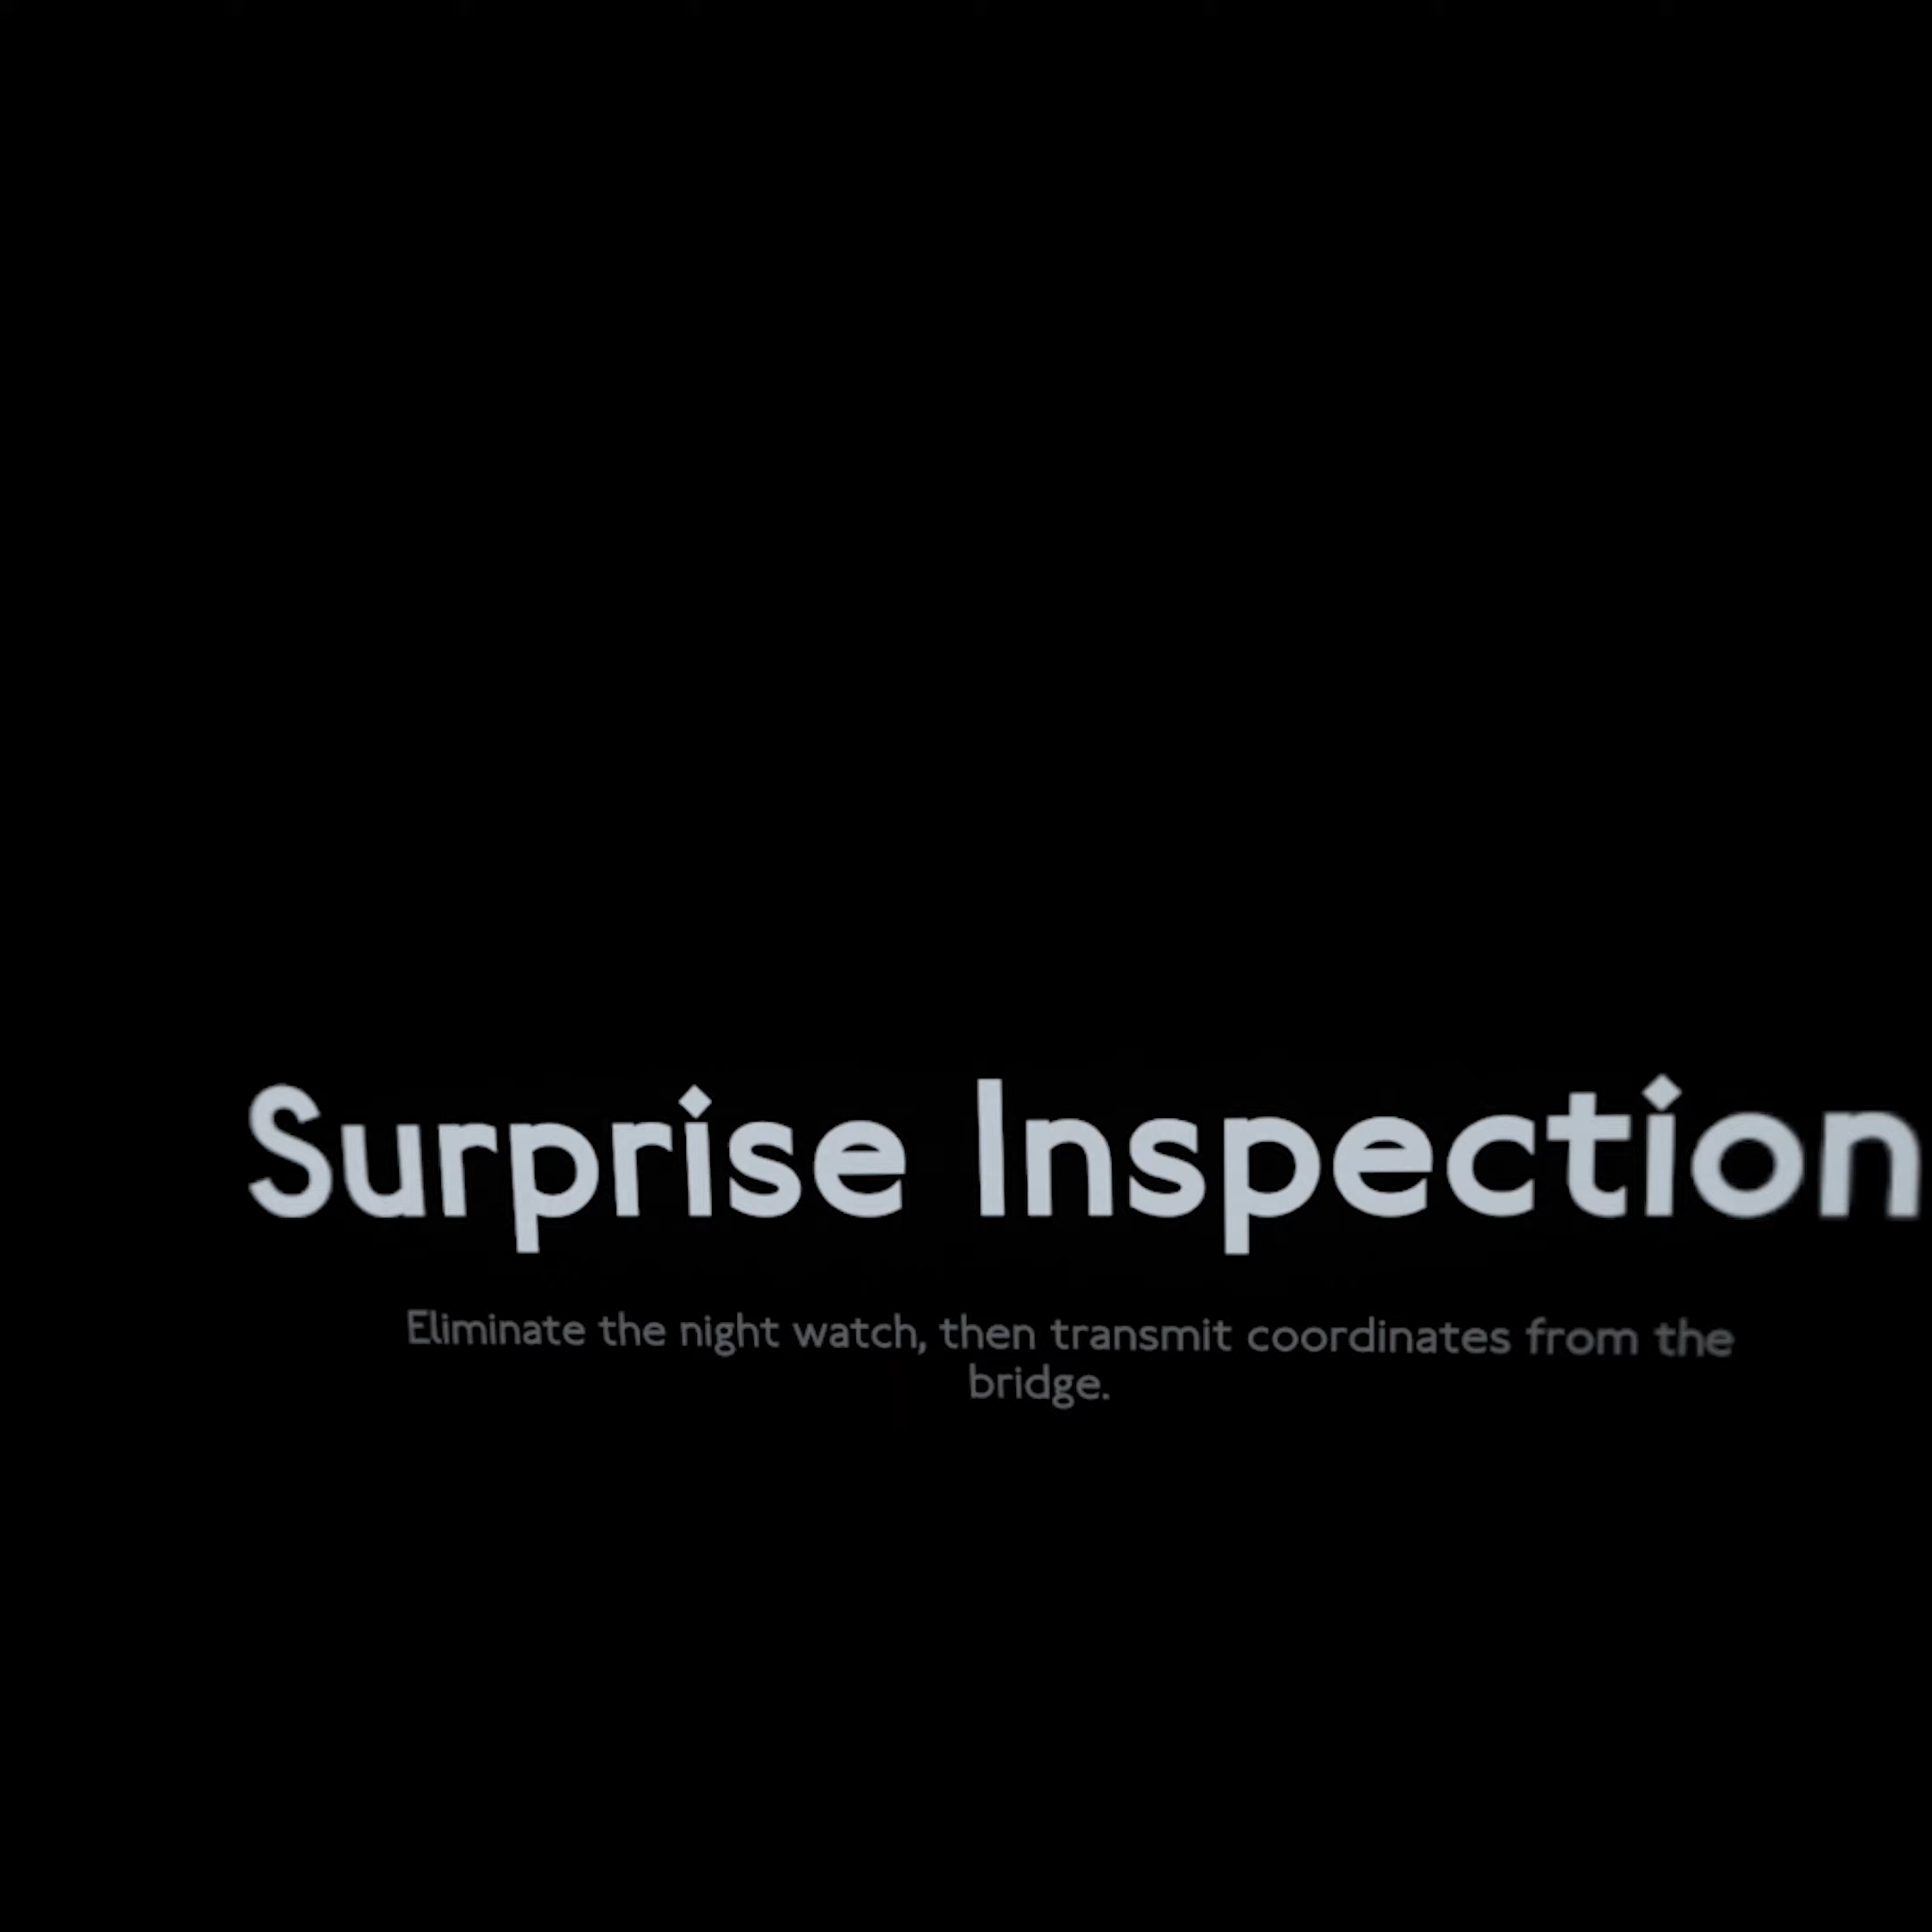 Surprise Inspection
Eliminate the night watch, then transmit coordinates from the
bridge.